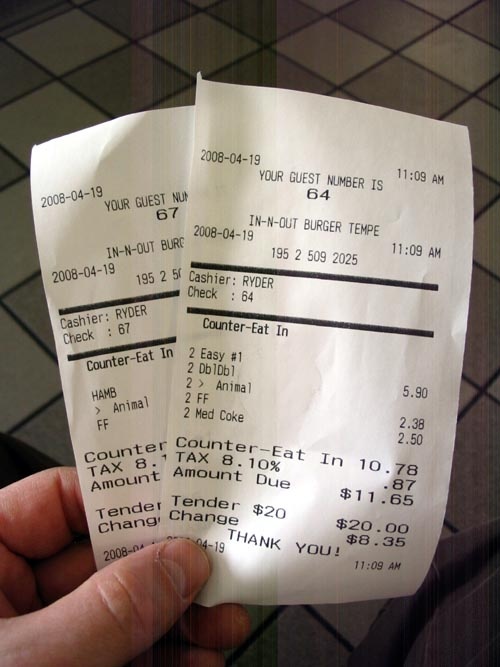 2008-04-19
YOUR GUEST NUM
67
IN-N-OUT BURG
2008-04-19
195 2 50
Cashier: RYDER
Check : 67
Counter-Eat In
HAMB
> Animal
FF
Counter
TAX 8.1
Amount
Tender
Change
2008-0
2008-04-19 11:09 AM
YOUR GUEST NUMBER IS
64
IN-N-OUT BURGER TEMPE
2008-04-19 11:09 AM
195 2 509 2025
Cashier: RYDER
Check : 64
Counter-Eat In
2 Easy #1
2 DblDbl 5.90
2 > Animal
2 FF 2.38
2 Med Coke 2.50
Counter-Eat In 10.78
TAX 8.10% .87
Amount Due $11.65
Tender $20 $20.00
Change $8.35
THANK YOU!
04-19 11:09 AM